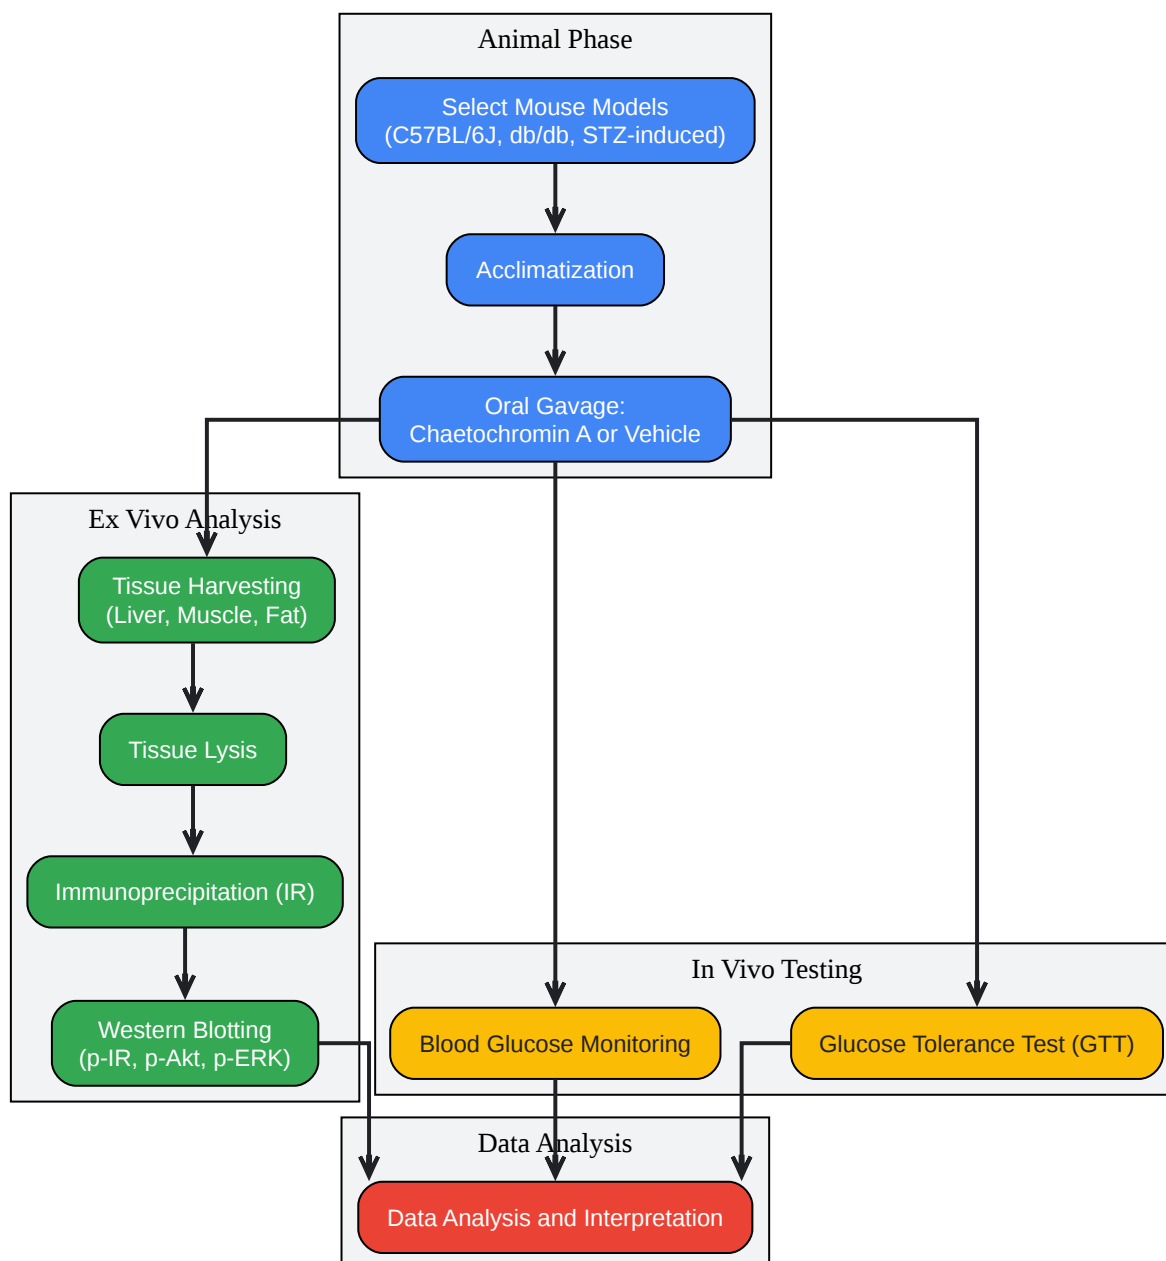 Animal Phase
Select Mouse Models
(C57BL/6J, db/db, STZ-induced)
Acclimatization
Oral Gavage:
Chaetochromin A or Vehicle
Ex Vivo Analysis
Tissue Harvesting
(Liver, Muscle, Fat)
Tissue Lysis
Immunoprecipitation (IR)
Western Blotting
(p-IR, p-Akt, p-ERK)
In Vivo Testing
Blood Glucose Monitoring
Glucose Tolerance Test (GTT)
Data Analysis
Data Analysis and Interpretation